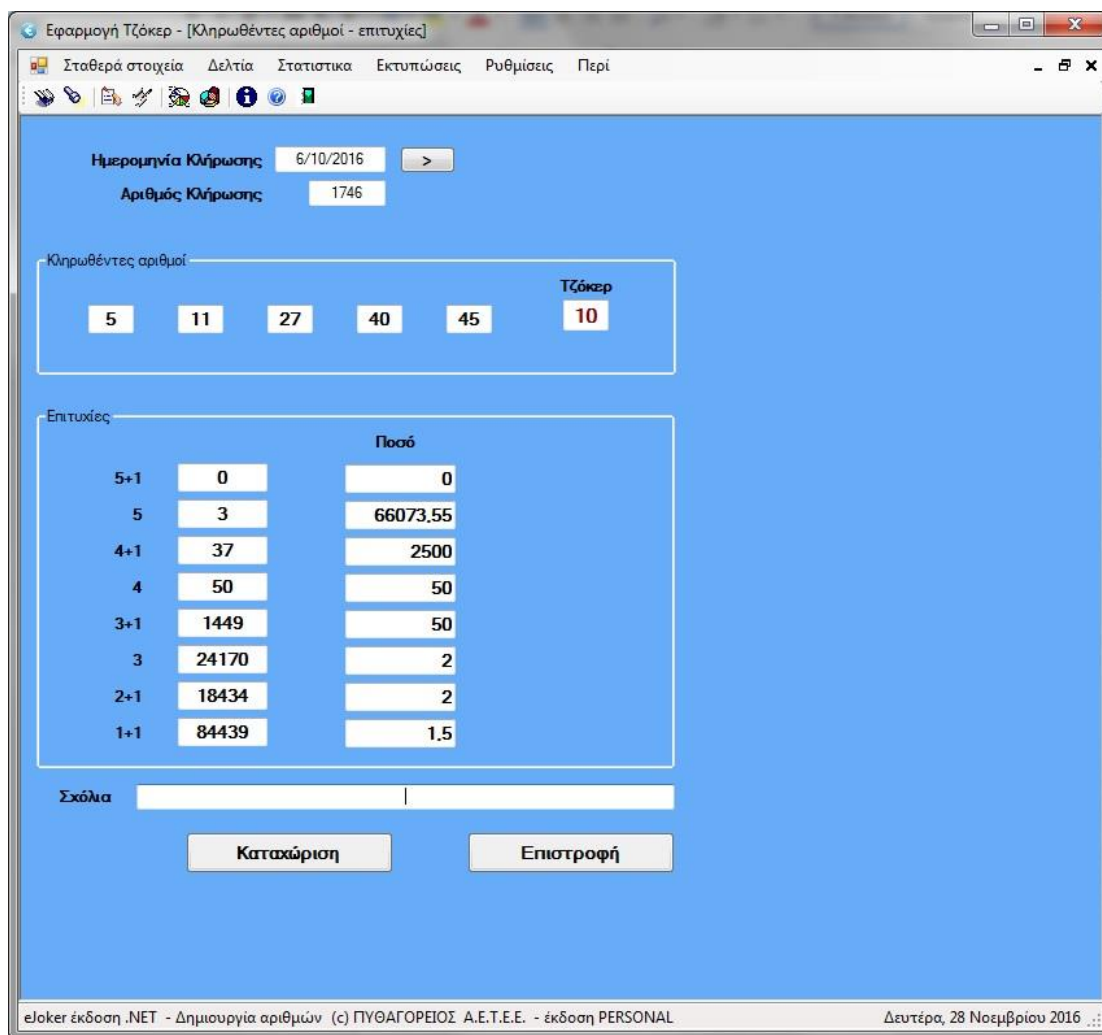 Εφαρμογή Τζόκερ - [Κληρωθέντες αριθμοί - επιτυχίες]
Σταθερά στοιχεία Δελτία Στατιστικα Εκτυπώσεις Ρυθμίσεις Περί
Ημερομηνία Κλήρωσης 6/10/2016 >
Αριθμός Κλήρωσης 1746
Κληρωθέντες αριθμοί
Τζόκερ
5 11 27 40 45 10
Επιτυχίες
Ποσό
5+1 0 0
5 3 66073,55
4+1 37 2500
4 50 50
3+1 1449 50
3 24170 2
2+1 18434 2
1+1 84439 1,5
Σχόλια
Καταχώριση Επιστροφή
eJoker έκδοση .NET - Δημιουργία αριθμών (c) ΠΥΘΑΓΟΡΕΙΟΣ Α.Ε.Τ.Ε.Ε. - έκδοση PERSONAL Δευτέρα, 28 Νοεμβρίου 2016